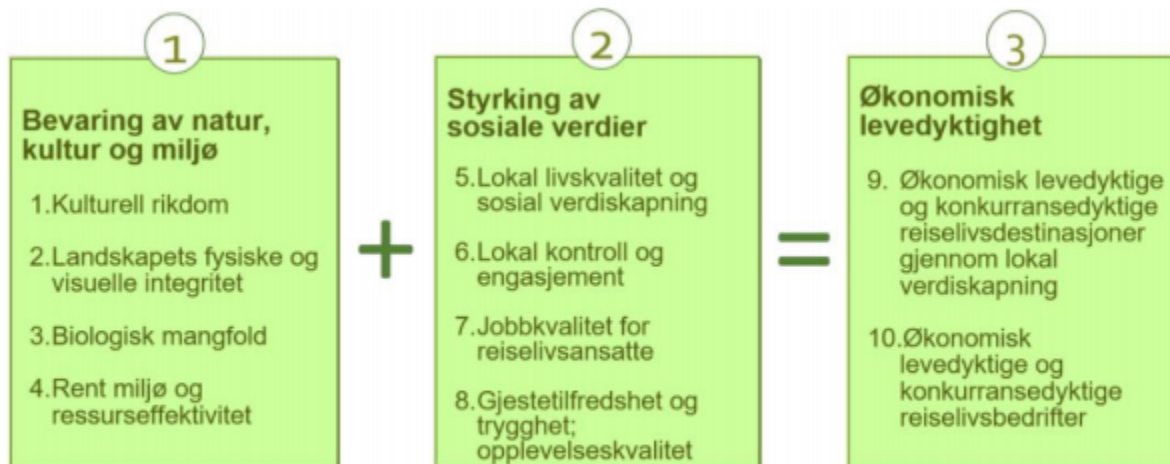 1
Bevaring av natur,
kultur og miljø
1.Kulturell rikdom
2.Landskapets fysiske og
visuelle integritet
3.Biologisk mangfold
4.Rent miljø og
ressurseffektivitet
+
2
Styrking av
sosiale verdier
5.Lokal livskvalitet og
sosial verdiskapning
6.Lokal kontroll og
engasjement
7.Jobbkvalitet for
reiselivsansatte
8.Gjestetilfredshet og
trygghet;
opplevelseskvalitet
=
3
Økonomisk
levedyktighet
9. Økonomisk levedyktige
og konkurransedyktige
reiselivsdestinasjoner
gjennom lokal
verdiskapning
10.Økonomisk
levedyktige og
konkurransedyktige
reiselivsbedrifter